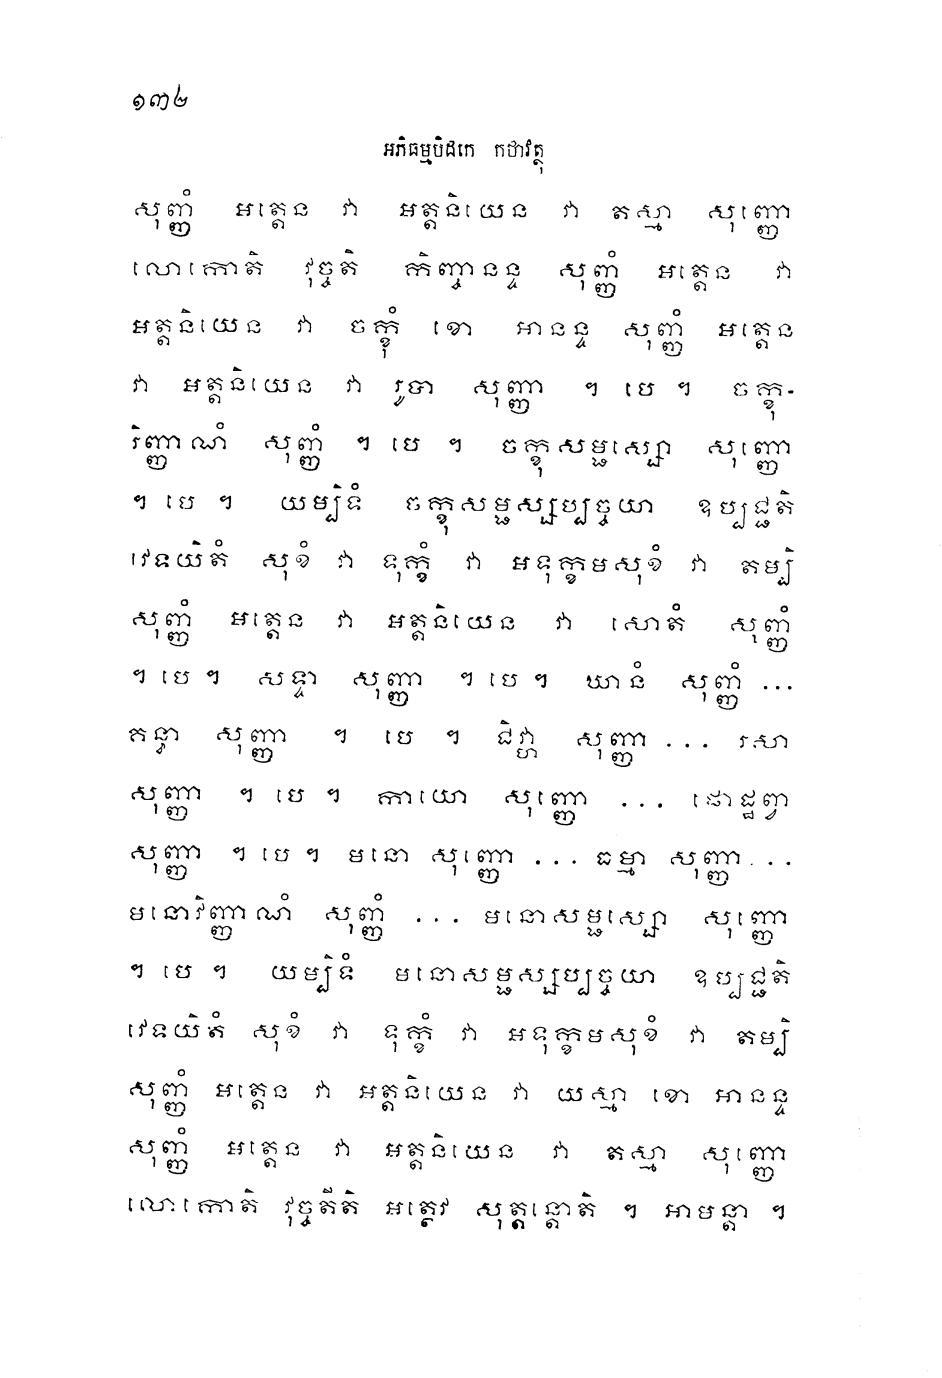 ១៣២
អភិធម្មបិដកេ កថាវត្ថុ
សុញ្ញំ អត្តេន វា អត្តនិយេន វា តស្មា សុញ្ញោ
លោកោតិ វុច្ចតិ កិញ្ចានន្ទ សុញ្ញំ អត្តេន វា
អត្តនិយេន វា ចក្ខុំ ខោ អានន្ទ សុញ្ញំ អត្តេន
វា អត្តនិយេន វា រូបា សុញ្ញា ។ បេ ។ ចក្ខុ-
វិញ្ញាណំ សុញ្ញំ ។ បេ ។ ចក្ខុសម្ផស្សោ សុញ្ញោ
។ បេ ។ យម្បិទំ ចក្ខុសម្ផស្សប្បច្ចយា ឧប្បជ្ជតិ
វេទយិតំ សុខំ វា ទុក្ខំ វា អទុក្ខមសុខំ វា តម្បិ
សុញ្ញំ អត្តេន វា អត្តនិយេន វា សោតំ សុញ្ញំ
។ បេ ។ សទ្ទា សុញ្ញា ។ បេ ។ ឃានំ សុញ្ញំ ...
គន្ធា សុញ្ញា ។ បេ ។ ជិវ្ហា សុញ្ញា ... រសា
សុញ្ញា ។ បេ ។ កាយោ សុញ្ញោ ... ផោដ្ឋព្វា
សុញ្ញា ។ បេ ។ មនោ សុញ្ញោ ... ធម្មា សុញ្ញា ...
មនោវិញ្ញាណំ សុញ្ញំ ... មនោសម្ផស្សោ សុញ្ញោ
។ បេ ។ យម្បិទំ មនោសម្ផស្សប្បច្ចយា ឧប្បជ្ជតិ
វេទយិតំ សុខំ វា ទុក្ខំ វា អទុក្ខមសុខំ វា តម្បិ
សុញ្ញំ អត្តេន វា អត្តនិយេន វា យស្មា ខោ អានន្ទ
សុញ្ញំ អត្តេន វា អត្តនិយេន វា តស្មា សុញ្ញោ
លោកោតិ វុច្ចតីតិ អត្ថេវ សុត្តន្តោតិ ។ អាមន្តា ។